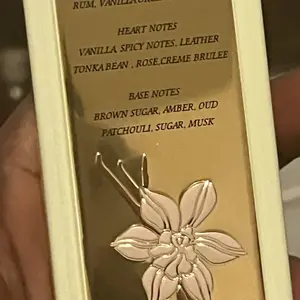 RUM, VANILLA
HEART NOTES
VANILLA, SPICY NOTES, LEATHER
TONKA BEAN , ROSE,CREME BRULEE
BASE NOTES
BROWN SUGAR, AMBER, OUD
PATCHOULI, SUGAR, MUSK